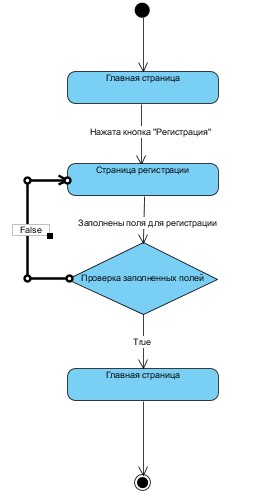 Главная страница
Нажата кнопка "Регистрация"
Страница регистрации
Заполнены поля для регистрации
False
Проверка заполненных полей
True
Главная страница